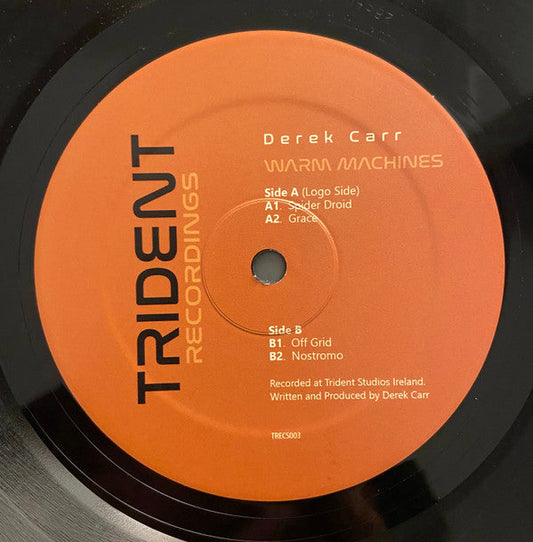 TRIDENT
RECORDINGS
Derek Carr
WARM MACHINES
Side A (Logo Side)
A1. Spider Droid
A2. Grace
Side B
B1. Off Grid
B2. Nostromo
Recorded at Trident Studios Ireland.
Written and Produced by Derek Carr
TRECS003